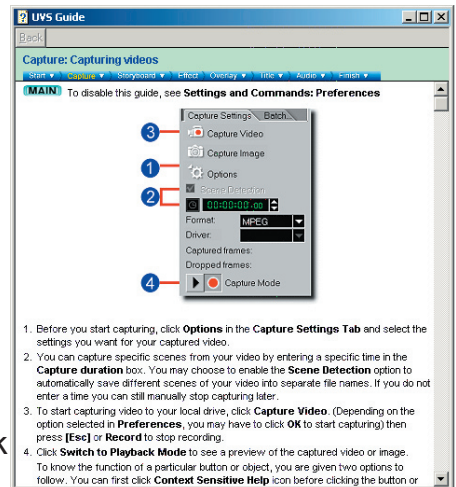 UVS Guide
Back
Capture: Capturing videos
Start Capture Storyboard Effect Overlay Title Audio Finish
MAIN To disable this guide, see Settings and Commands: Preferences
Capture Settings Batch...
3 Capture Video
Capture Image
1 Options
Scene Detection
2 00:00:00:00
Format: MPEG
Driver:
Captured frames:
Dropped frames:
4 Capture Mode
1. Before you start capturing, click Options in the Capture Settings Tab and select the
settings you want for your captured video.
2. You can capture specific scenes from your video by entering a specific time in the
Capture duration box. You may choose to enable the Scene Detection option to
automatically save different scenes of your video into separate file names. If you do not
enter a time you can still manually stop capturing later.
3. To start capturing video to your local drive, click Capture Video. (Depending on the
option selected in Preferences, you may have to click OK to start capturing) then
press [Esc] or Record to stop recording.
k
4. Click Switch to Playback Mode to see a preview of the captured video or image.
To know the function of a particular button or object, you are given two options to
follow. You can first click Context Sensitive Help icon before clicking the button or